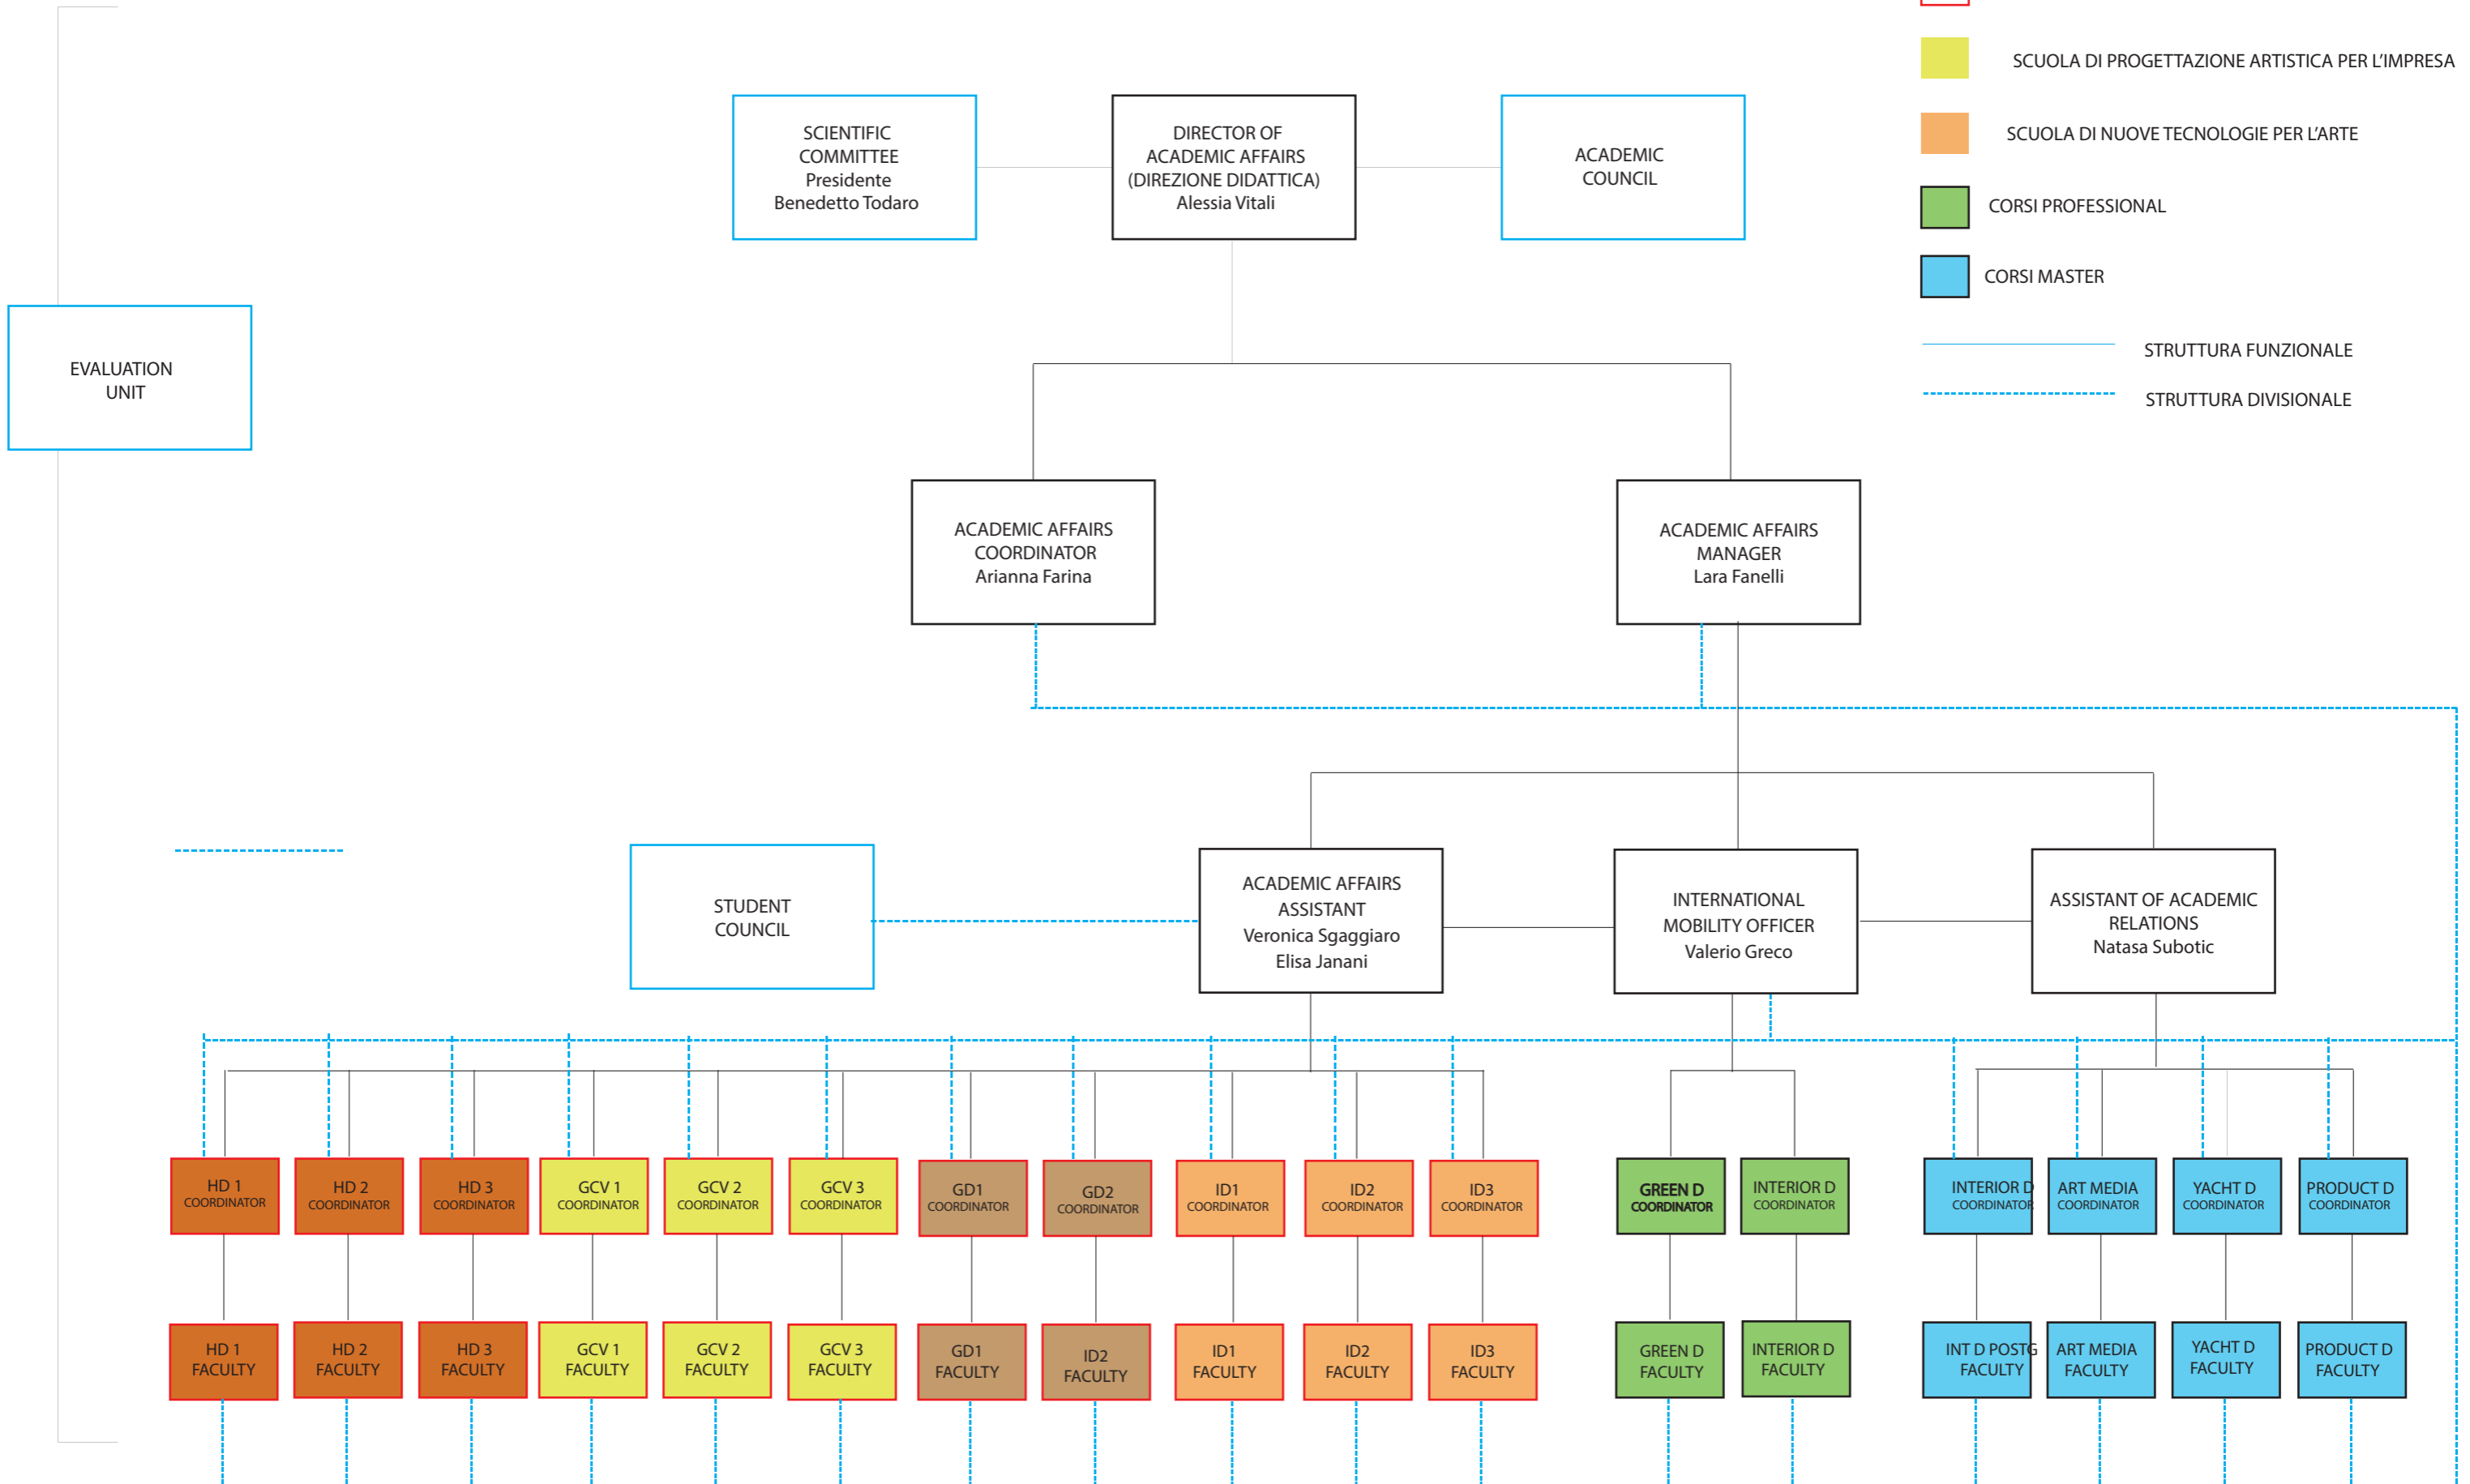 SCUOLA DI PROGETTAZIONE ARTISTICA PER L'IMPRESA
SCUOLA DI NUOVE TECNOLOGIE PER L'ARTE
CORSI PROFESSIONAL
CORSI MASTER
STRUTTURA FUNZIONALE
STRUTTURA DIVISIONALE
SCIENTIFIC
COMMITTEE
Presidente
Benedetto Todaro
DIRECTOR OF
ACADEMIC AFFAIRS
(DIREZIONE DIDATTICA)
Alessia Vitali
ACADEMIC
COUNCIL
EVALUATION
UNIT
ACADEMIC AFFAIRS
COORDINATOR
Arianna Farina
ACADEMIC AFFAIRS
MANAGER
Lara Fanelli
STUDENT
COUNCIL
ACADEMIC AFFAIRS
ASSISTANT
Veronica Sgaggiaro
Elisa Janani
INTERNATIONAL
MOBILITY OFFICER
Valerio Greco
ASSISTANT OF ACADEMIC
RELATIONS
Natasa Subotic
HD 1
COORDINATOR
HD 2
COORDINATOR
HD 3
COORDINATOR
GCV 1
COORDINATOR
GCV 2
COORDINATOR
GCV 3
COORDINATOR
GD1
COORDINATOR
GD2
COORDINATOR
ID1
COORDINATOR
ID2
COORDINATOR
ID3
COORDINATOR
GREEN D
COORDINATOR
INTERIOR D
COORDINATOR
INTERIOR D
COORDINATOR
ART MEDIA
COORDINATOR
YACHT D
COORDINATOR
PRODUCT D
COORDINATOR
HD 1
FACULTY
HD 2
FACULTY
HD 3
FACULTY
GCV 1
FACULTY
GCV 2
FACULTY
GCV 3
FACULTY
GD1
FACULTY
ID2
FACULTY
ID1
FACULTY
ID2
FACULTY
ID3
FACULTY
GREEN D
FACULTY
INTERIOR D
FACULTY
INT D POSTG
FACULTY
ART MEDIA
FACULTY
YACHT D
FACULTY
PRODUCT D
FACULTY